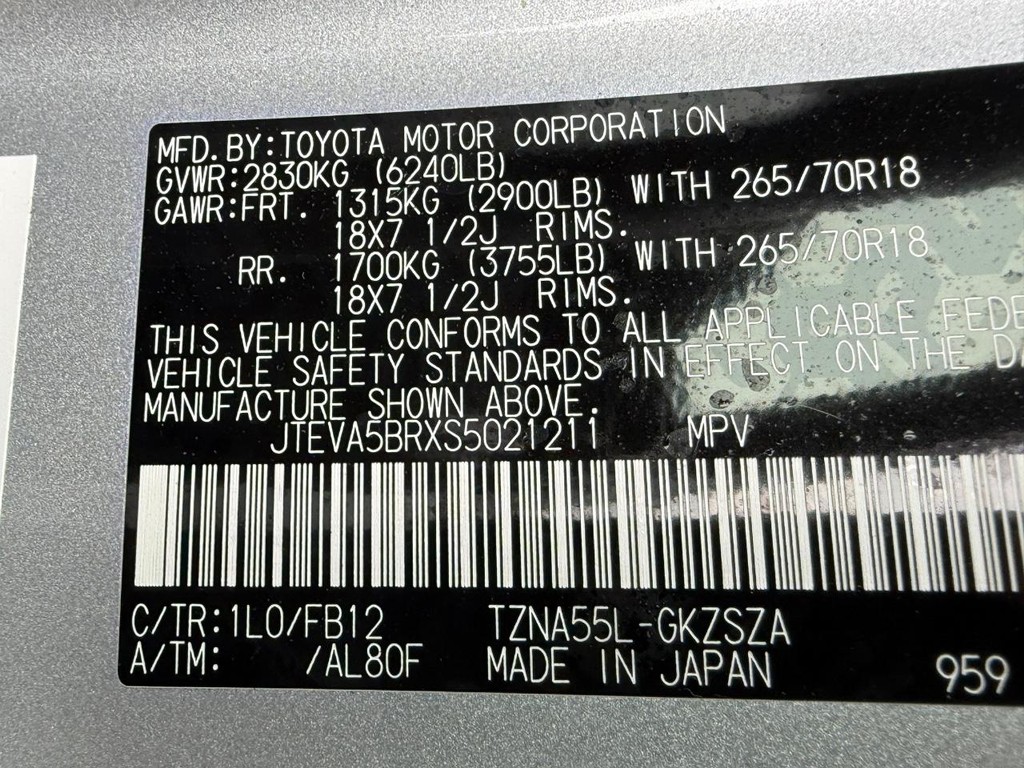 MFD.BY:TOYOTA MOTOR CORPORATION
GVWR:2830KG (6240LB)
GAWR:FRT. 1315KG (2900LB) WITH 265/70R18
18X7 1/2J RIMS.
RR. 1700KG (3755LB) WITH 265/70R18
18X7 1/2J RIMS.
THIS VEHICLE CONFORMS TO ALL APPLICABLE FEDE
VEHICLE SAFETY STANDARDS IN EFFECT ON THE DA
MANUFACTURE SHOWN ABOVE.
JTEVA5BRXS5021211 MPV
C/TR:1L0/FB12 TZNA55L-GKZSZA
A/TM: /AL80F MADE IN JAPAN 959